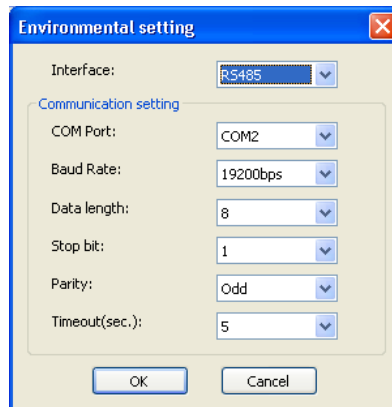 Environmental setting
Interface: RS485
Communication setting
COM Port: COM2
Baud Rate: 19200bps
Data length: 8
Stop bit: 1
Parity: Odd
Timeout(sec.): 5
OK Cancel